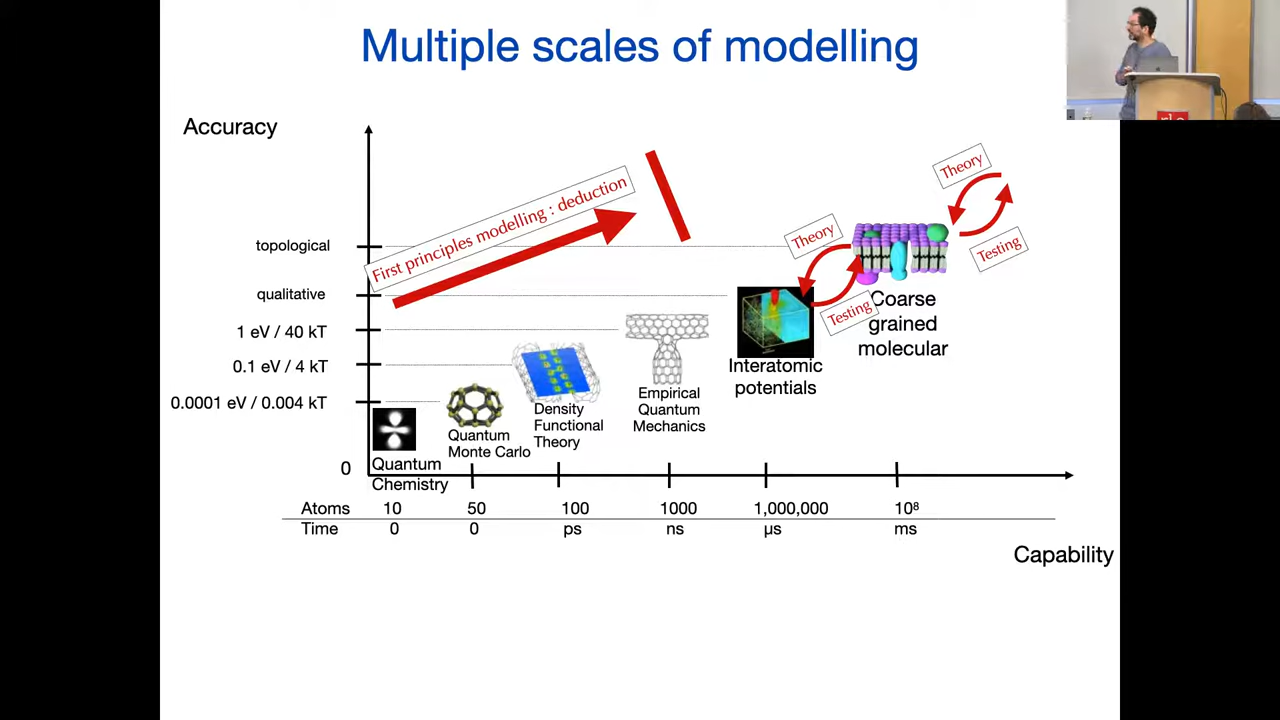 Multiple scales of modelling
Accuracy
Theory
First principles modelling : deduction
Theory
Testing
topological
qualitative
Testing
Coarse
grained
molecular
1 eV / 40 kT
0.1 eV / 4 kT
0.0001 eV / 0.004 kT
Interatomic
potentials
Empirical
Quantum
Mechanics
Density
Functional
Theory
Quantum
Monte Carlo
Quantum
Chemistry
0
Atoms 10 50 100 1000 1,000,000 10⁸
Time 0 0 ps ns µs ms
Capability